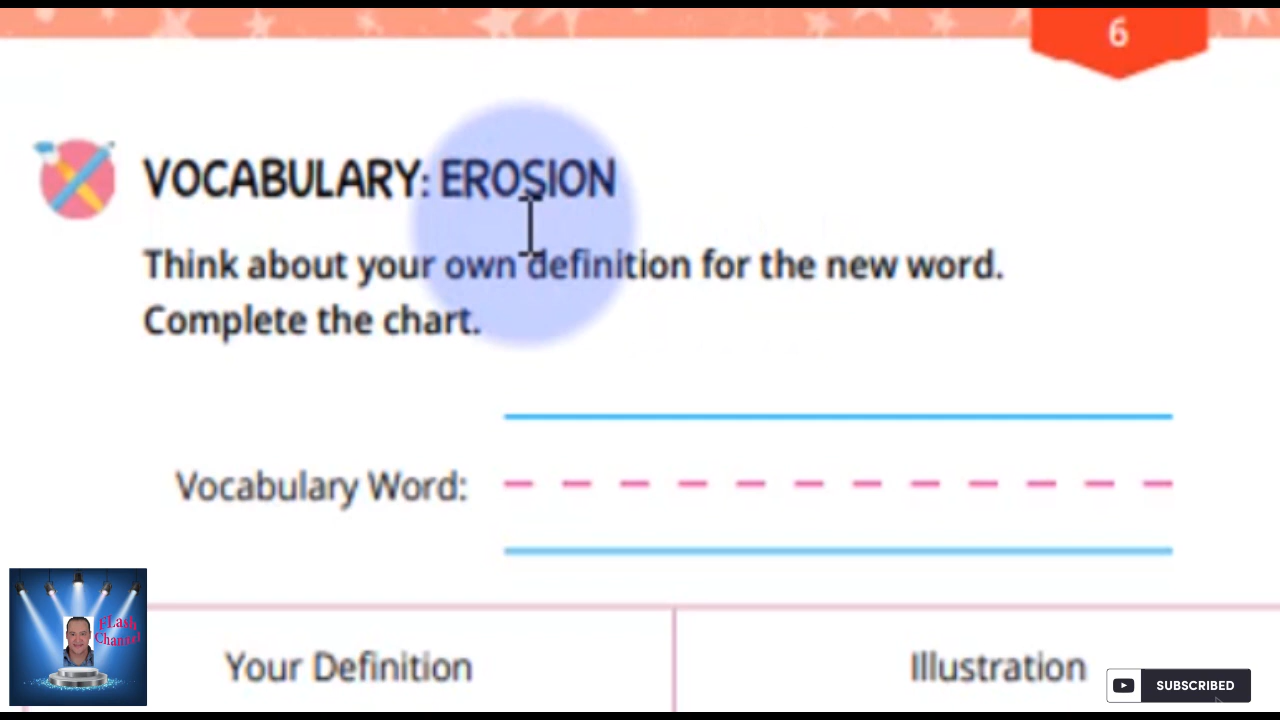 6
VOCABULARY: EROSION
Think about your own definition for the new word.
Complete the chart.
Vocabulary Word:
FLash
Channel
Your Definition
Illustration
SUBSCRIBED